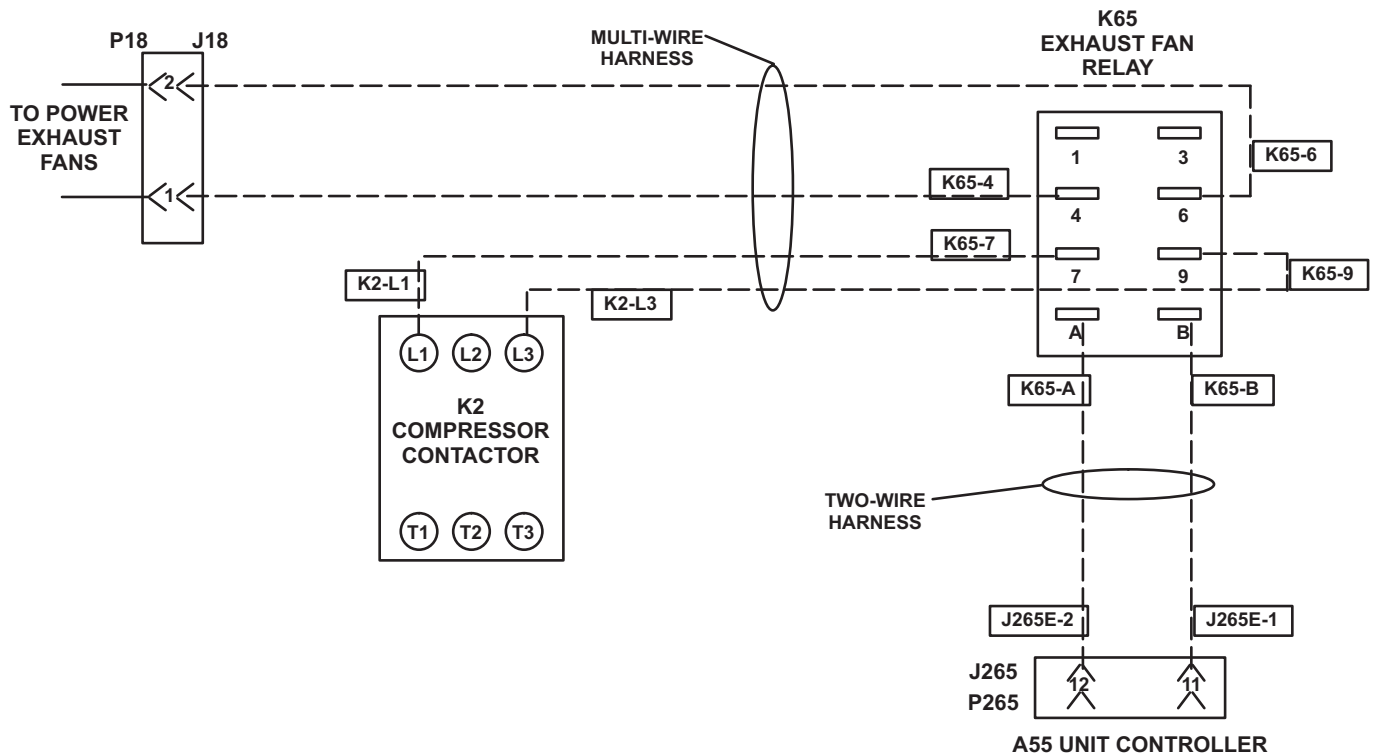 K65
EXHAUST FAN
RELAY
P18
J18
MULTI-WIRE
HARNESS
2
TO POWER
EXHAUST
FANS
1
3
K65-6
K65-4
1
4
6
K65-7
7
9
K65-9
K2-L1
K2-L3
A
B
L1
L2
L3
K65-A
K65-B
K2
COMPRESSOR
CONTACTOR
TWO-WIRE
HARNESS
T1
T2
T3
J265E-2
J265E-1
J265
12
11
P265
A55 UNIT CONTROLLER